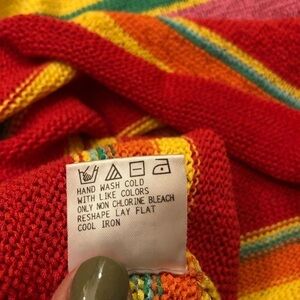 HAND WASH COLD
WITH LIKE COLORS
ONLY NON CHLORINE BLEACH
RESHAPE LAY FLAT
COOL IRON